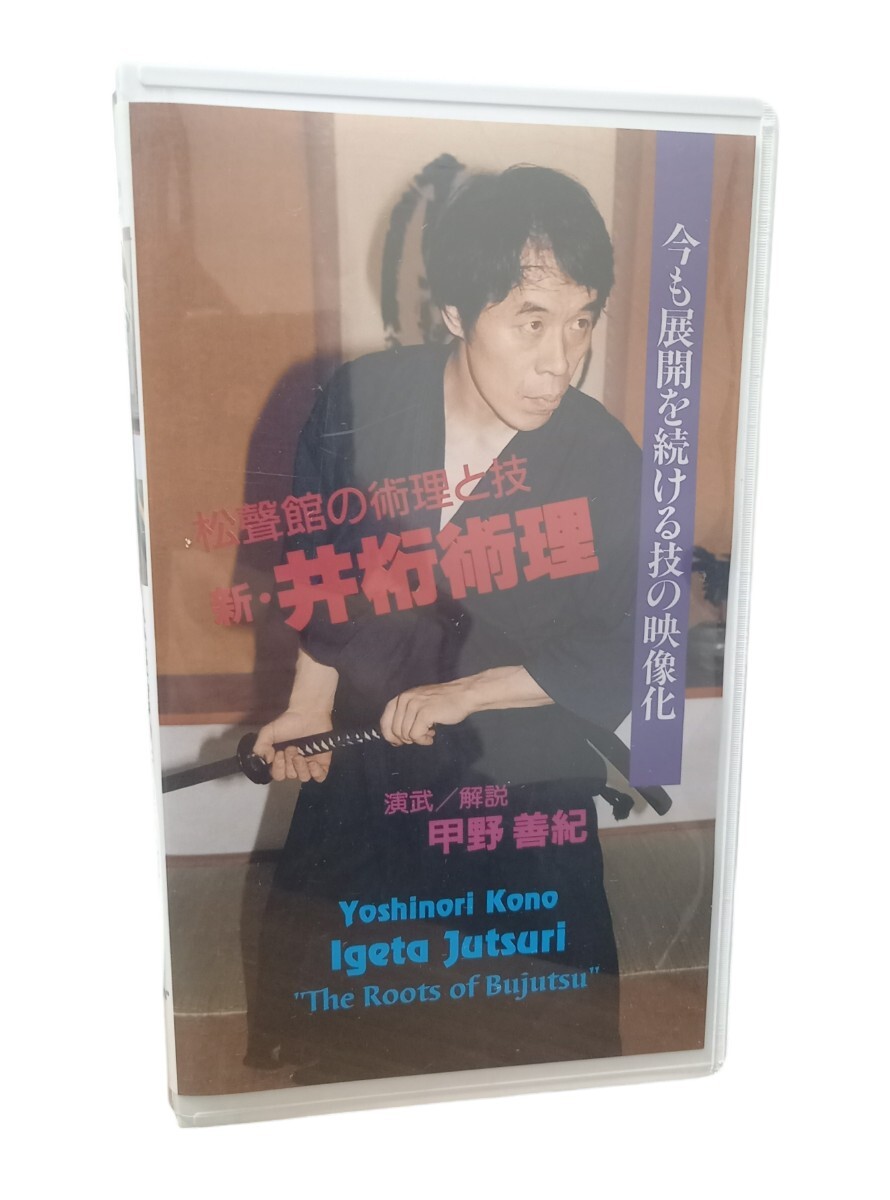 今も展開を続ける技の映像化
松聲館の術理と技
新・井桁術理
演武／解説
甲野 善紀
Yoshinori Kono
Igeta Jutsuri
"The Roots of Bujutsu"